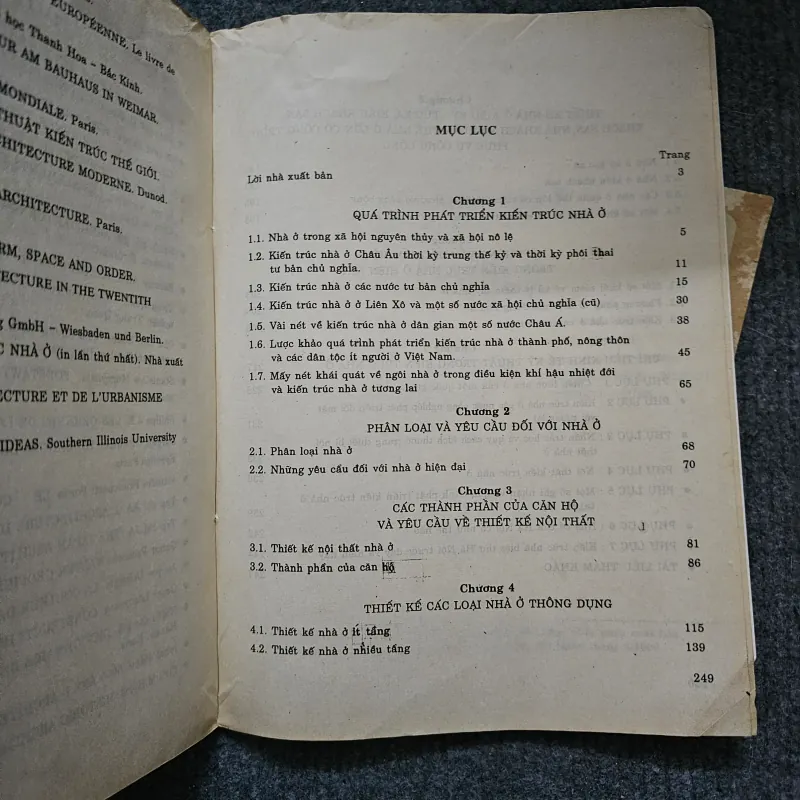 EUROPÉENNE. Le livre de
học Thanh Hoa – Bắc Kinh.
UR AM BAUHAUS IN WEIMAR.
MONDIALE. Paris.
THUẬT KIẾN TRÚC THẾ GIỚI.
CHITECTURE MODERNE. Dunod.
ARCHITECTURE. Paris.
RM, SPACE AND ORDER.
TECTURE IN THE TWENTITH
g GmbH – Wiesbaden und Berlin.
C NHÀ Ở (in lần thứ nhất). Nhà xuất
ECTURE ET DE L'URBANISME
IDEAS. Southern Illinois University
MỤC LỤC
Trang
Lời nhà xuất bản 3
Chương 1
QUÁ TRÌNH PHÁT TRIỂN KIẾN TRÚC NHÀ Ở
1.1. Nhà ở trong xã hội nguyên thủy và xã hội nô lệ 5
1.2. Kiến trúc nhà ở Châu Âu thời kỳ trung thế kỷ và thời kỳ phôi thai
tư bản chủ nghĩa. 11
1.3. Kiến trúc nhà ở các nước tư bản chủ nghĩa 15
1.4. Kiến trúc nhà ở ở Liên Xô và một số nước xã hội chủ nghĩa (cũ) 30
1.5. Vài nét về kiến trúc nhà ở dân gian một số nước Châu Á. 38
1.6. Lược khảo quá trình phát triển kiến trúc nhà ở thành phố, nông thôn
và các dân tộc ít người ở Việt Nam. 45
1.7. Mấy nét khái quát về ngôi nhà ở trong điều kiện khí hậu nhiệt đới
và kiến trúc nhà ở tương lai 65
Chương 2
PHÂN LOẠI VÀ YÊU CẦU ĐỐI VỚI NHÀ Ở
2.1. Phân loại nhà ở 68
2.2. Những yêu cầu đối với nhà ở hiện đại 70
Chương 3
CÁC THÀNH PHẦN CỦA CĂN HỘ
VÀ YÊU CẦU VỀ THIẾT KẾ NỘI THẤT
3.1. Thiết kế nội thất nhà ở 81
3.2. Thành phần của căn hộ 86
Chương 4
THIẾT KẾ CÁC LOẠI NHÀ Ở THÔNG DỤNG
4.1. Thiết kế nhà ở ít tầng 115
4.2. Thiết kế nhà ở nhiều tầng 139
249